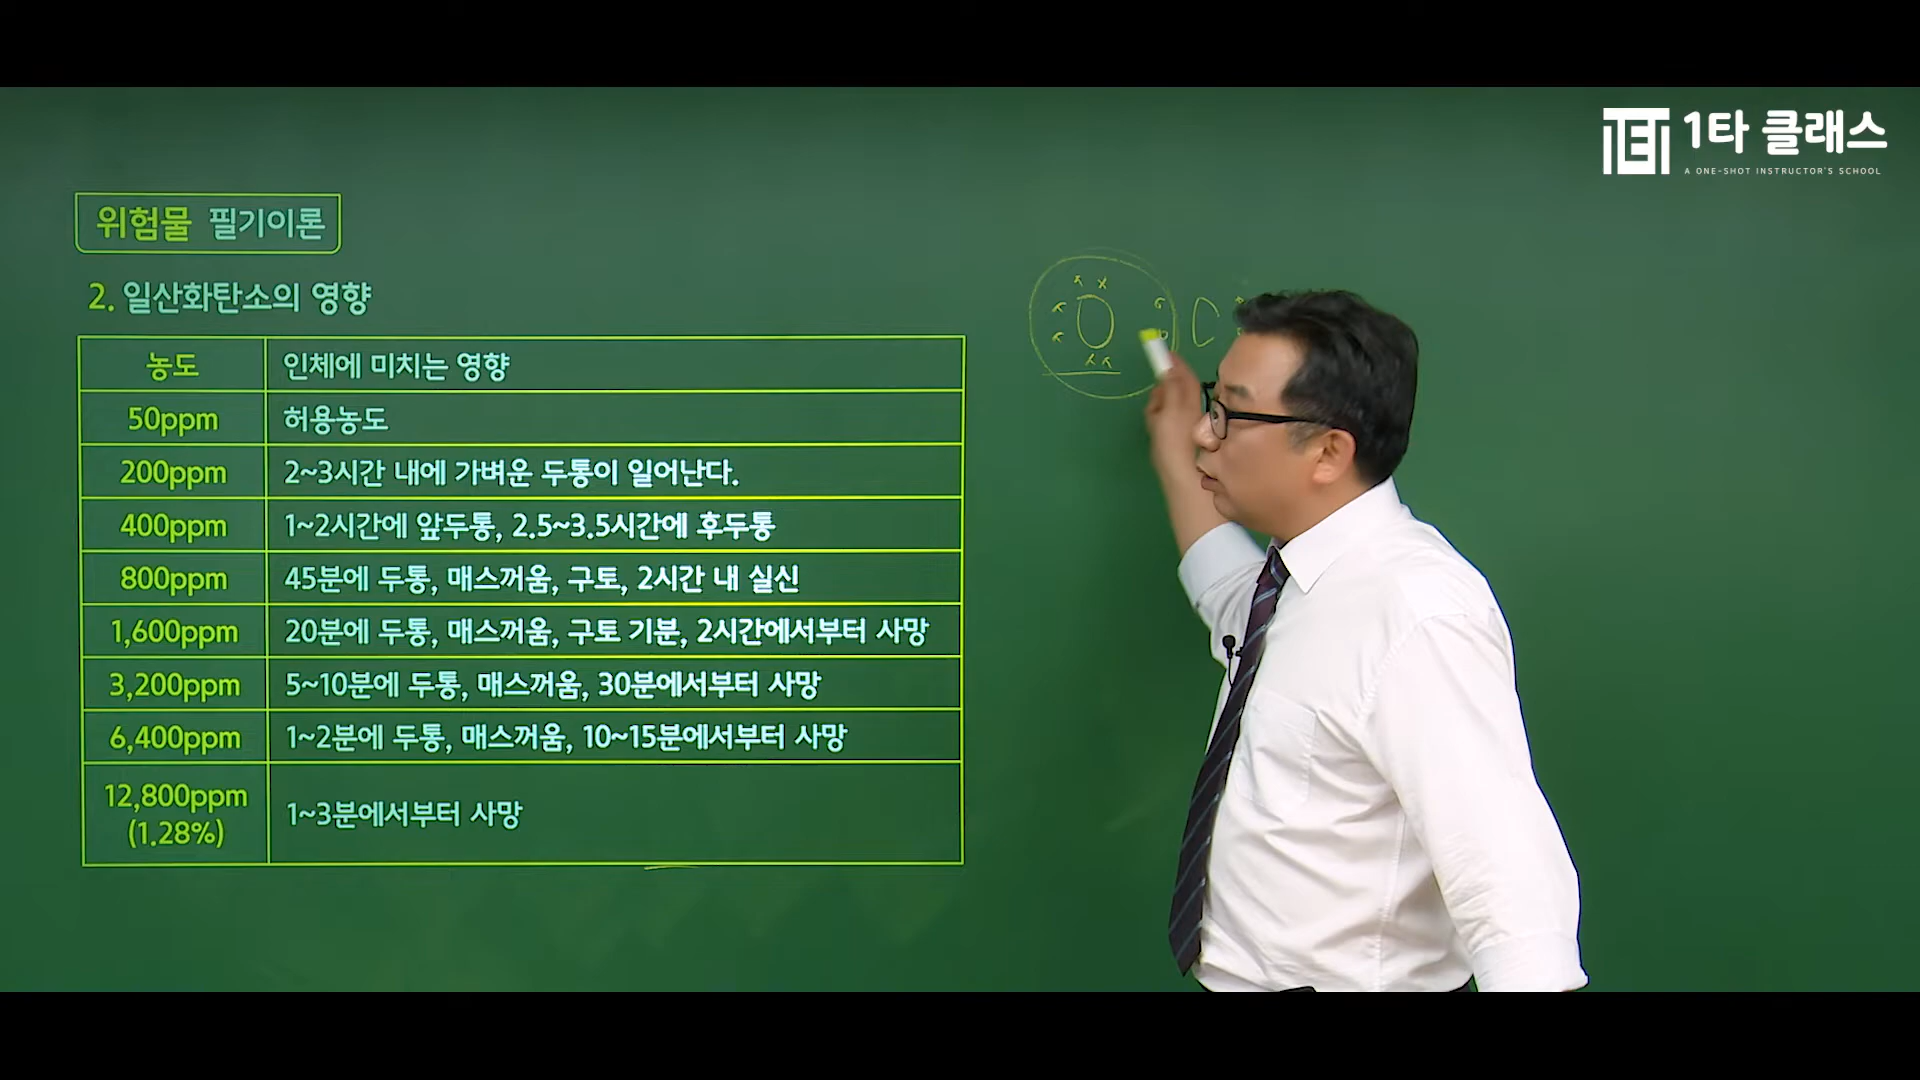 1타 클래스
A ONE-SHOT INSTRUCTOR'S SCHOOL
위험물 필기이론
2. 일산화탄소의 영향
농도 인체에 미치는 영향
50ppm 허용농도
200ppm 2~3시간 내에 가벼운 두통이 일어난다.
400ppm 1~2시간에 앞두통, 2.5~3.5시간에 후두통
800ppm 45분에 두통, 매스꺼움, 구토, 2시간 내 실신
1,600ppm 20분에 두통, 매스꺼움, 구토 기분, 2시간에서부터 사망
3,200ppm 5~10분에 두통, 매스꺼움, 30분에서부터 사망
6,400ppm 1~2분에 두통, 매스꺼움, 10~15분에서부터 사망
12,800ppm
(1.28%) 1~3분에서부터 사망